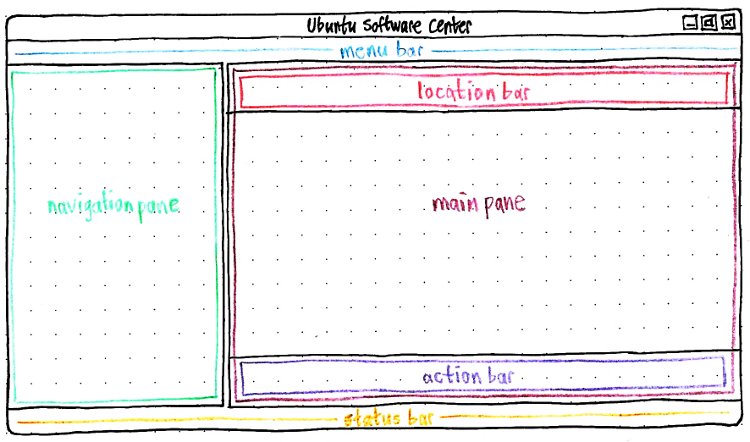 Ubuntu Software Center
menu bar
location bar
navigation pane
main pane
action bar
status bar